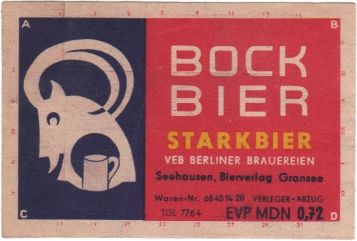 A
B
BOCK
BIER
STARKBIER
VEB BERLINER BRAUEREIEN
Seehausen, Bierverlag Gransee
Waren-Nr. 68 45 14 20 VERLEGER-ABZUG
TGL 7764 EVP MDN 0,72
C
D
17